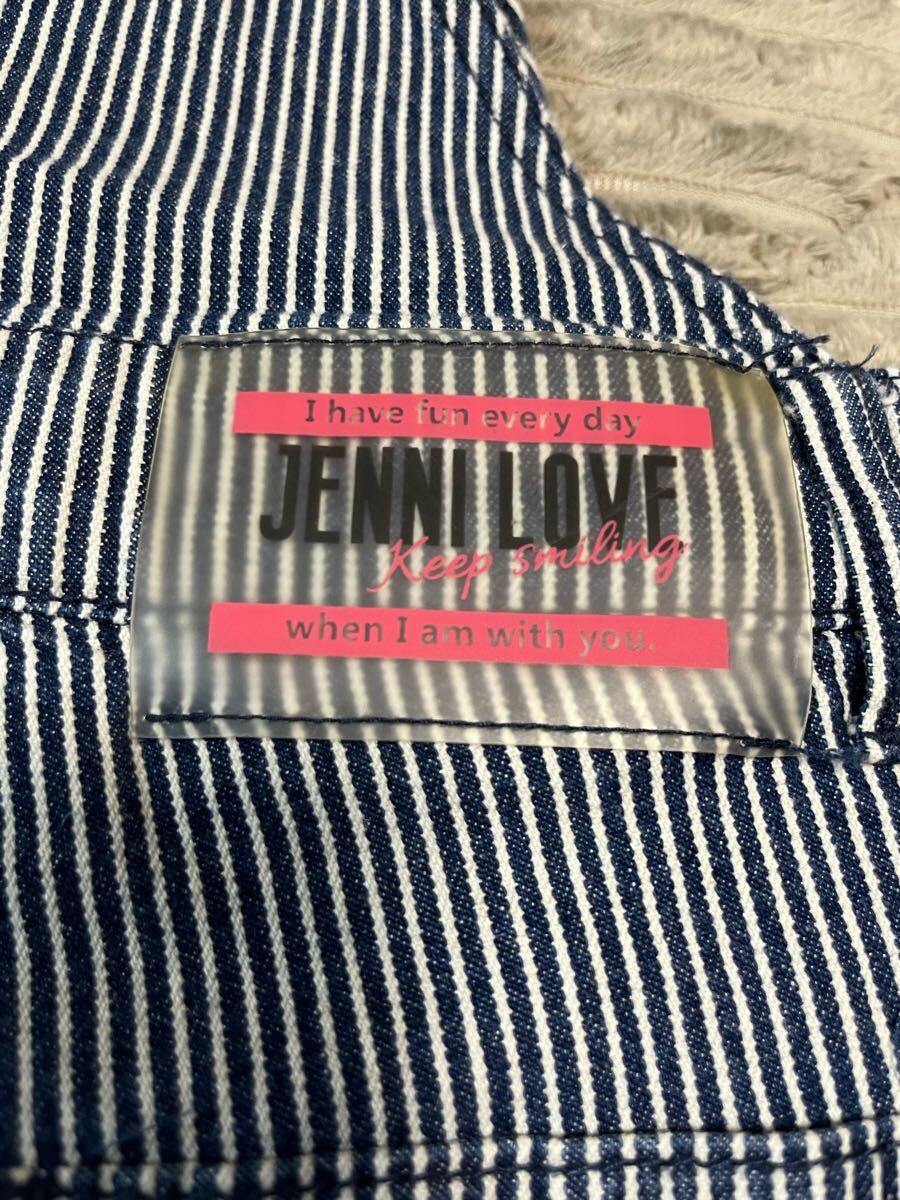 I have fun every day
JENNI LOVE
Keep smiling
when I am with you.